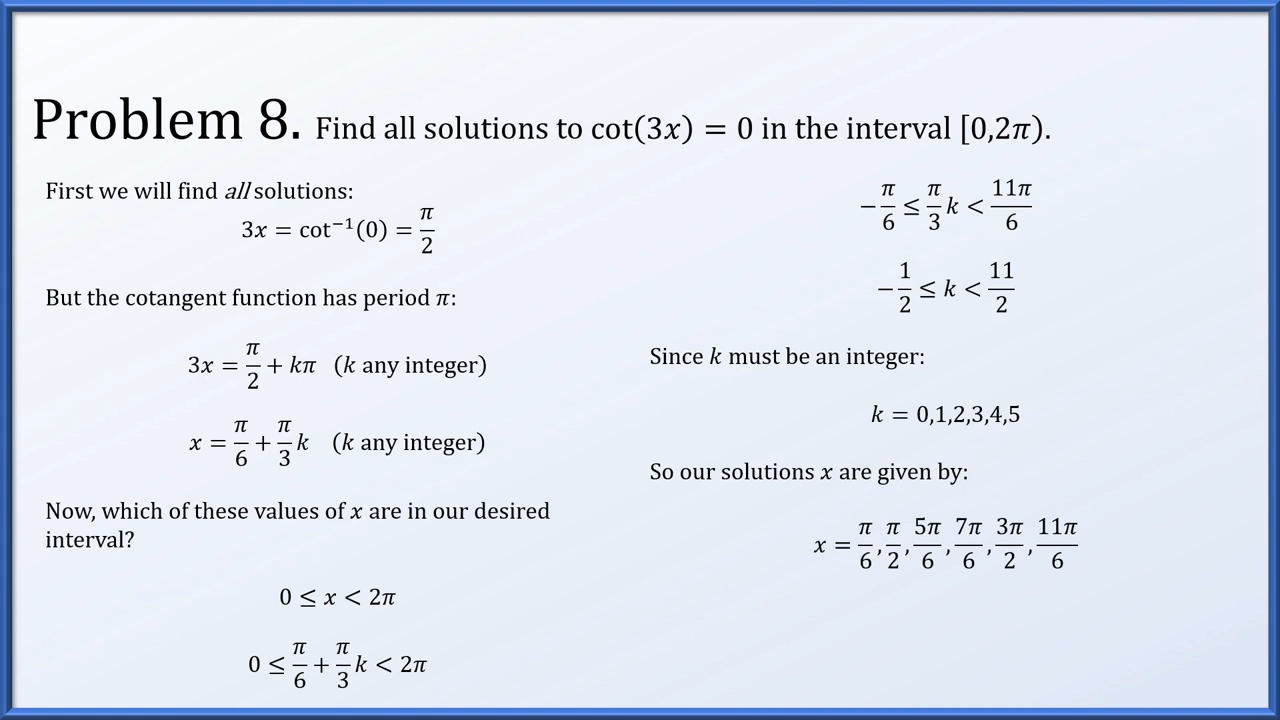 Problem 8. Find all solutions to cot(3x) = 0 in the interval [0,2π).
First we will find all solutions:
3x = cot⁻¹(0) = π/2
But the cotangent function has period π:
3x = π/2 + kπ (k any integer)
x = π/6 + π/3 k (k any integer)
Now, which of these values of x are in our desired
interval?
0 ≤ x < 2π
0 ≤ π/6 + π/3 k < 2π
−π/6 ≤ π/3 k < 11π/6
−1/2 ≤ k < 11/2
Since k must be an integer:
k = 0,1,2,3,4,5
So our solutions x are given by:
x = π/6, π/2, 5π/6, 7π/6, 3π/2, 11π/6